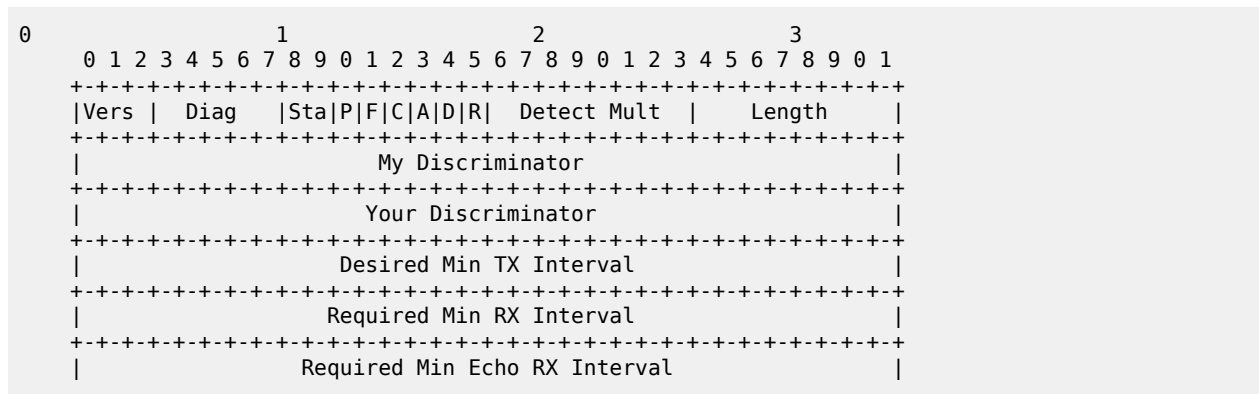 0                   1                   2                   3
     0 1 2 3 4 5 6 7 8 9 0 1 2 3 4 5 6 7 8 9 0 1 2 3 4 5 6 7 8 9 0 1
    +-+-+-+-+-+-+-+-+-+-+-+-+-+-+-+-+-+-+-+-+-+-+-+-+-+-+-+-+-+-+-+-+
    |Vers |  Diag   |Sta|P|F|C|A|D|R|  Detect Mult  |    Length     |
    +-+-+-+-+-+-+-+-+-+-+-+-+-+-+-+-+-+-+-+-+-+-+-+-+-+-+-+-+-+-+-+-+
    |                       My Discriminator                        |
    +-+-+-+-+-+-+-+-+-+-+-+-+-+-+-+-+-+-+-+-+-+-+-+-+-+-+-+-+-+-+-+-+
    |                      Your Discriminator                       |
    +-+-+-+-+-+-+-+-+-+-+-+-+-+-+-+-+-+-+-+-+-+-+-+-+-+-+-+-+-+-+-+-+
    |                    Desired Min TX Interval                    |
    +-+-+-+-+-+-+-+-+-+-+-+-+-+-+-+-+-+-+-+-+-+-+-+-+-+-+-+-+-+-+-+-+
    |                   Required Min RX Interval                    |
    +-+-+-+-+-+-+-+-+-+-+-+-+-+-+-+-+-+-+-+-+-+-+-+-+-+-+-+-+-+-+-+-+
    |                 Required Min Echo RX Interval                 |